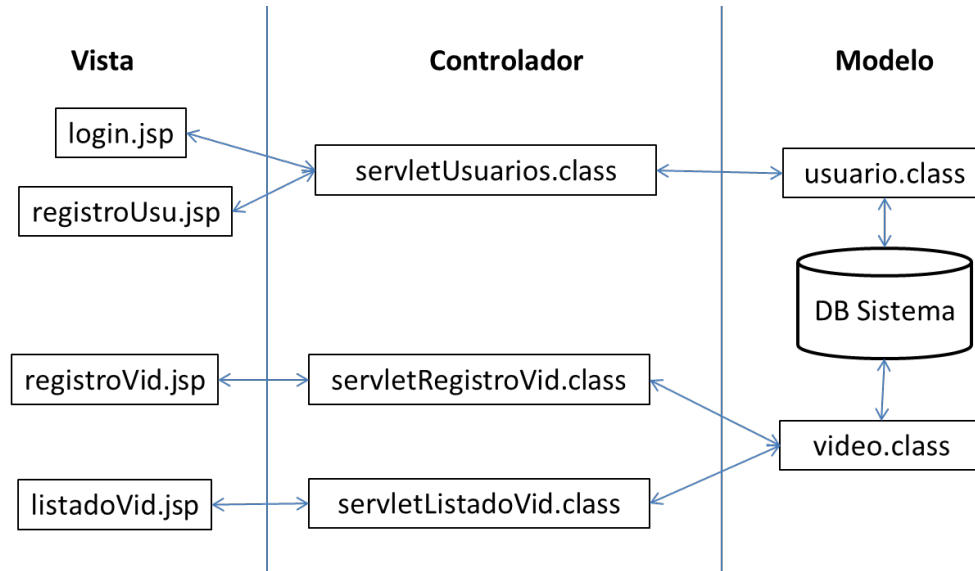 Vista
Controlador
Modelo
login.jsp
servletUsuarios.class
usuario.class
registroUsu.jsp
DB Sistema
registroVid.jsp
servletRegistroVid.class
video.class
listadoVid.jsp
servletListadoVid.class